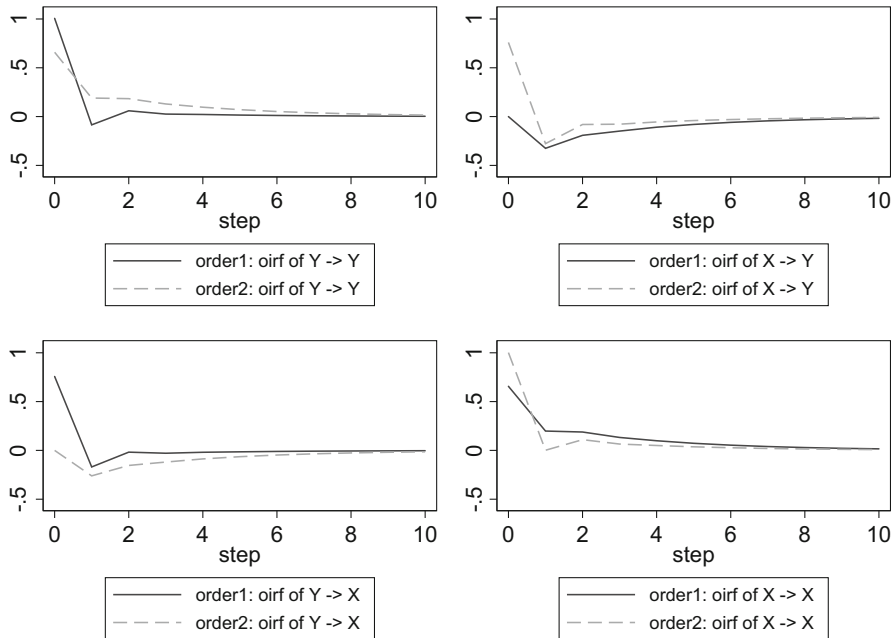 1
.5
0
-.5
0 2 4 6 8 10
step
order1: oirf of Y -> Y
order2: oirf of Y -> Y
1
.5
0
-.5
0 2 4 6 8 10
step
order1: oirf of X -> Y
order2: oirf of X -> Y
1
.5
0
-.5
0 2 4 6 8 10
step
order1: oirf of Y -> X
order2: oirf of Y -> X
1
.5
0
-.5
0 2 4 6 8 10
step
order1: oirf of X -> X
order2: oirf of X -> X